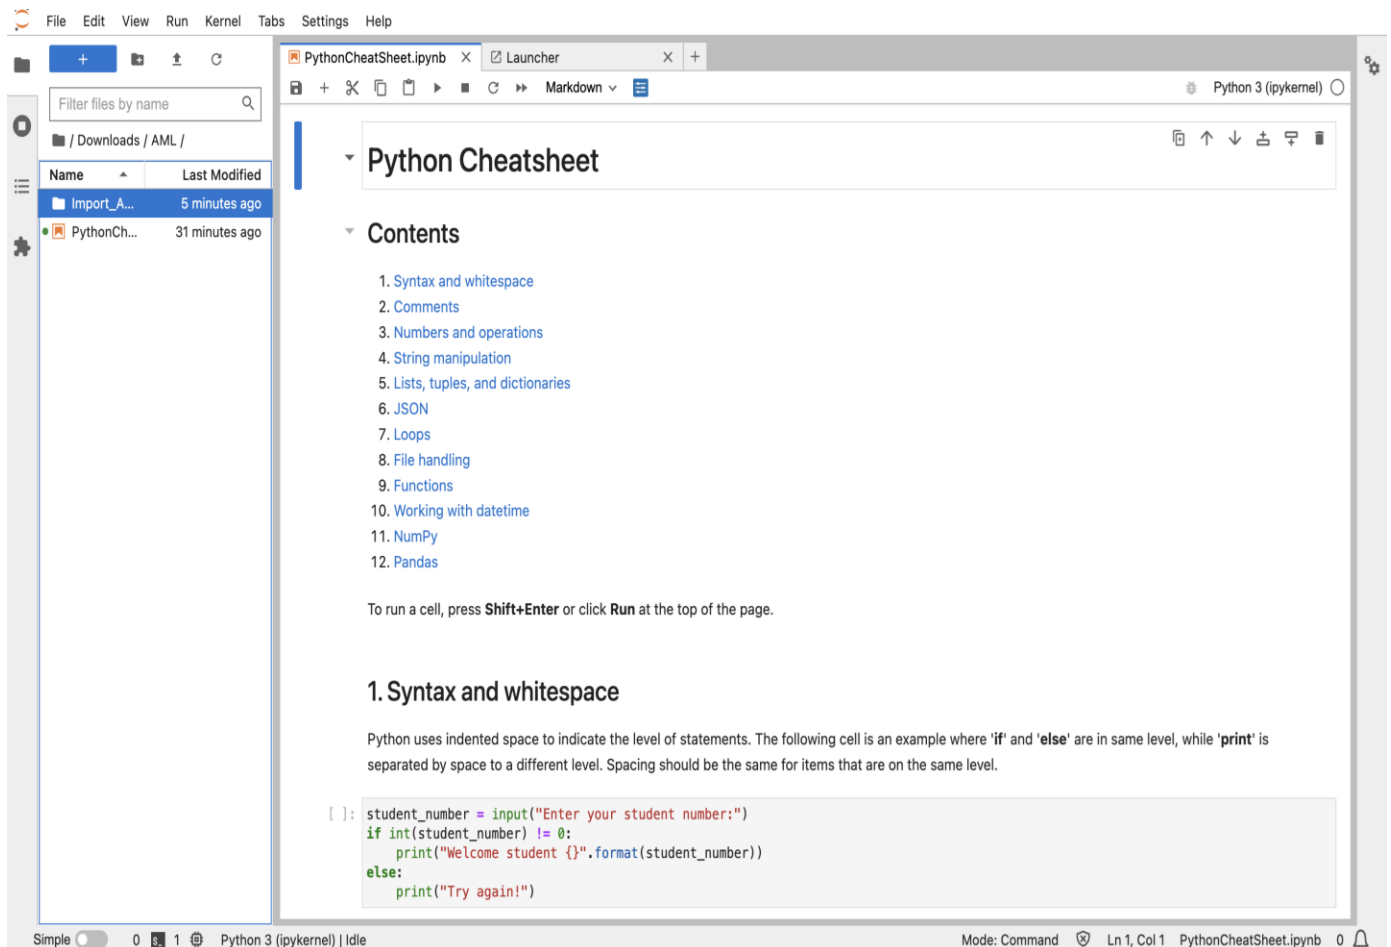 File Edit View Run Kernel Tabs Settings Help
+
Filter files by name
/ Downloads / AML /
Name Last Modified
Import_A... 5 minutes ago
PythonCh... 31 minutes ago
PythonCheatSheet.ipynb X Launcher X +
Markdown
Python 3 (ipykernel)
Python Cheatsheet
Contents
1. Syntax and whitespace
2. Comments
3. Numbers and operations
4. String manipulation
5. Lists, tuples, and dictionaries
6. JSON
7. Loops
8. File handling
9. Functions
10. Working with datetime
11. NumPy
12. Pandas
To run a cell, press Shift+Enter or click Run at the top of the page.
1. Syntax and whitespace
Python uses indented space to indicate the level of statements. The following cell is an example where 'if' and 'else' are in same level, while 'print' is
separated by space to a different level. Spacing should be the same for items that are on the same level.
[ ]: student_number = input("Enter your student number:")
if int(student_number) != 0:
    print("Welcome student {}".format(student_number))
else:
    print("Try again!")
Simple 0 $_ 1 Python 3 (ipykernel) | Idle Mode: Command Ln 1, Col 1 PythonCheatSheet.ipynb 0